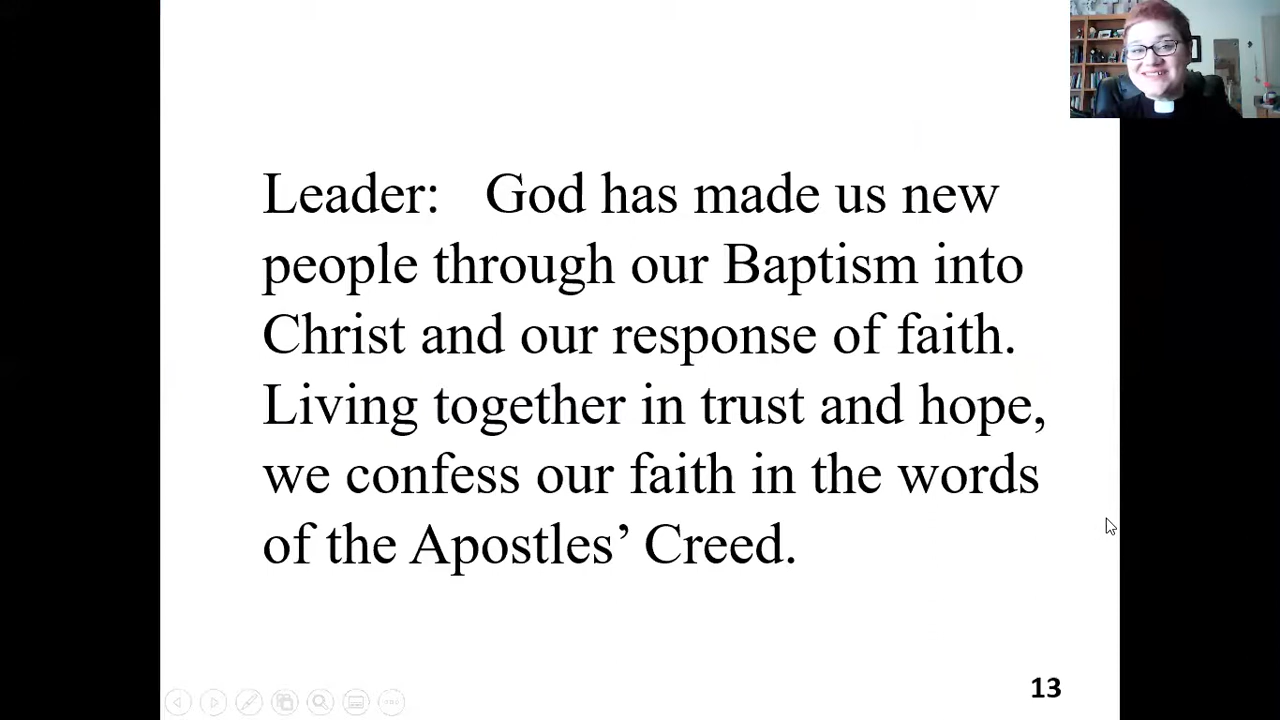 Leader:   God has made us new
people through our Baptism into
Christ and our response of faith.
Living together in trust and hope,
we confess our faith in the words
of the Apostles’ Creed.
13